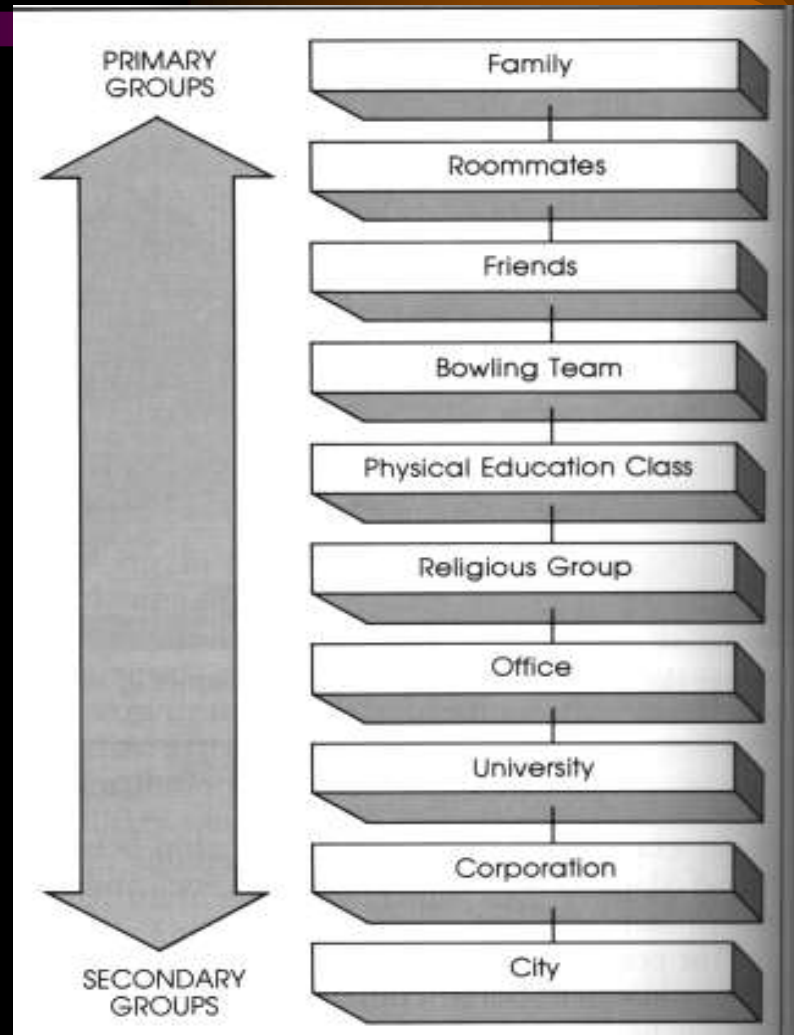 PRIMARY
GROUPS
Family
Roommates
Friends
Bowling Team
Physical Education Class
Religious Group
Office
University
Corporation
City
SECONDARY
GROUPS